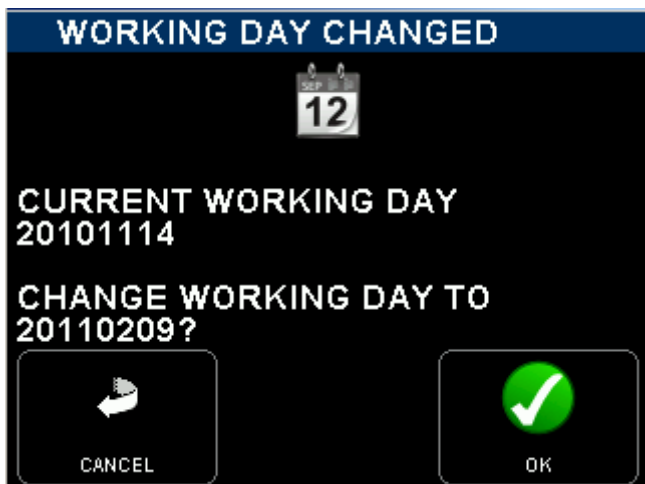 WORKING DAY CHANGED
SEP
12
CURRENT WORKING DAY
20101114
CHANGE WORKING DAY TO
20110209?
CANCEL
OK